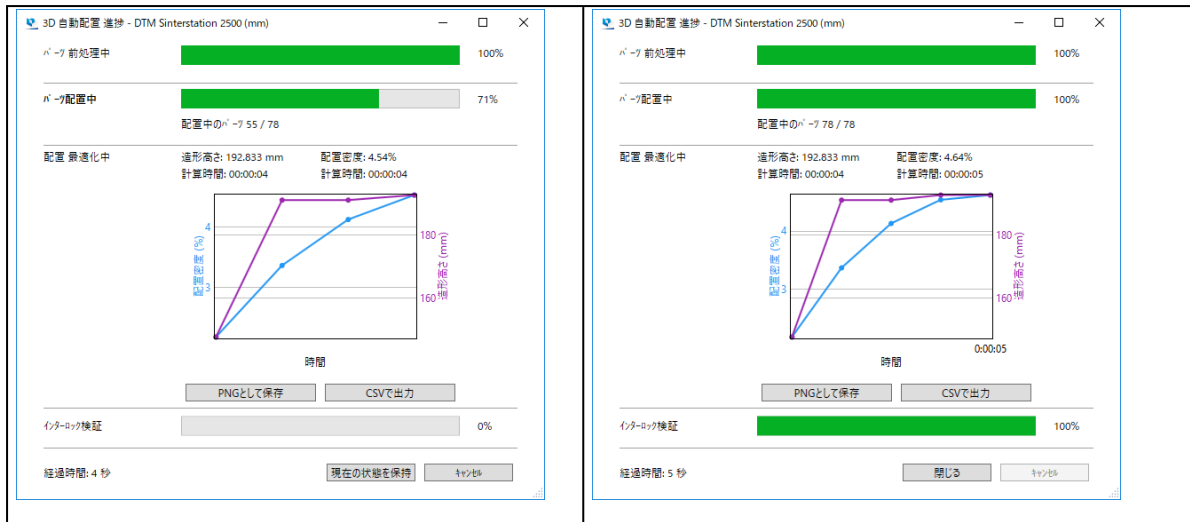 3D 自動配置 進捗 - DTM Sinterstation 2500 (mm)
ﾊﾟｰﾂ 前処理中 100%
ﾊﾟｰﾂ配置中 71%
配置中のﾊﾟｰﾂ 55 / 78
配置 最適化中 造形高さ: 192.833 mm 配置密度: 4.54%
計算時間: 00:00:04 計算時間: 00:00:04
配置密度 (%)
4
3
180
160
造形高さ (mm)
時間
PNGとして保存 CSVで出力
ｲﾝﾀｰﾛｯｸ検証 0%
経過時間: 4 秒 現在の状態を保持 ｷｬﾝｾﾙ
3D 自動配置 進捗 - DTM Sinterstation 2500 (mm)
ﾊﾟｰﾂ 前処理中 100%
ﾊﾟｰﾂ配置中 100%
配置中のﾊﾟｰﾂ 78 / 78
配置 最適化中 造形高さ: 192.833 mm 配置密度: 4.64%
計算時間: 00:00:04 計算時間: 00:00:05
配置密度 (%)
4
3
180
160
造形高さ (mm)
0:00:05
時間
PNGとして保存 CSVで出力
ｲﾝﾀｰﾛｯｸ検証 100%
経過時間: 5 秒 閉じる ｷｬﾝｾﾙ